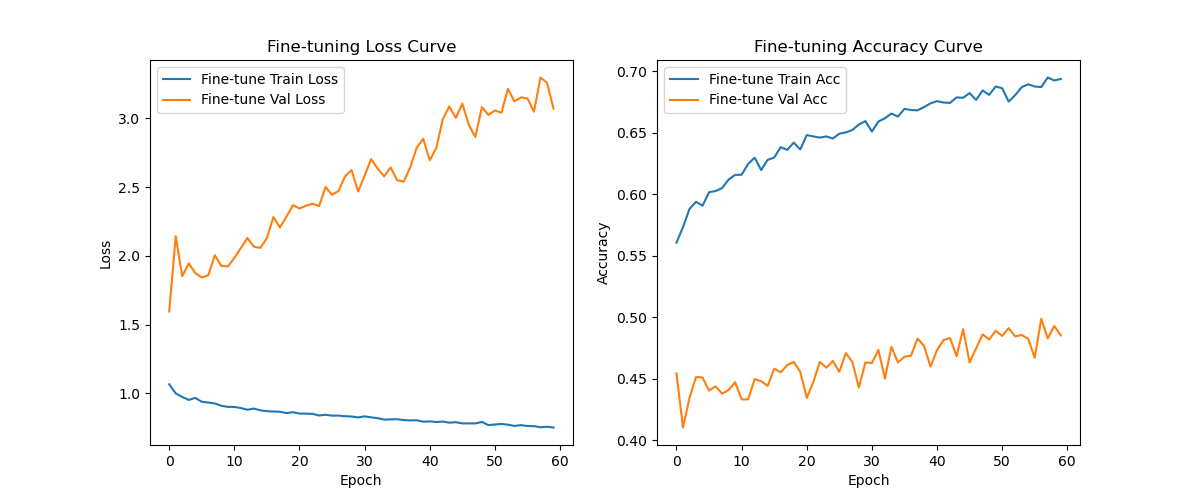 Fine-tuning Loss Curve
Fine-tune Train Loss
Fine-tune Val Loss
3.0
2.5
2.0
1.5
1.0
Loss
0 10 20 30 40 50 60
Epoch
Fine-tuning Accuracy Curve
Fine-tune Train Acc
Fine-tune Val Acc
0.70
0.65
0.60
0.55
0.50
0.45
0.40
Accuracy
0 10 20 30 40 50 60
Epoch